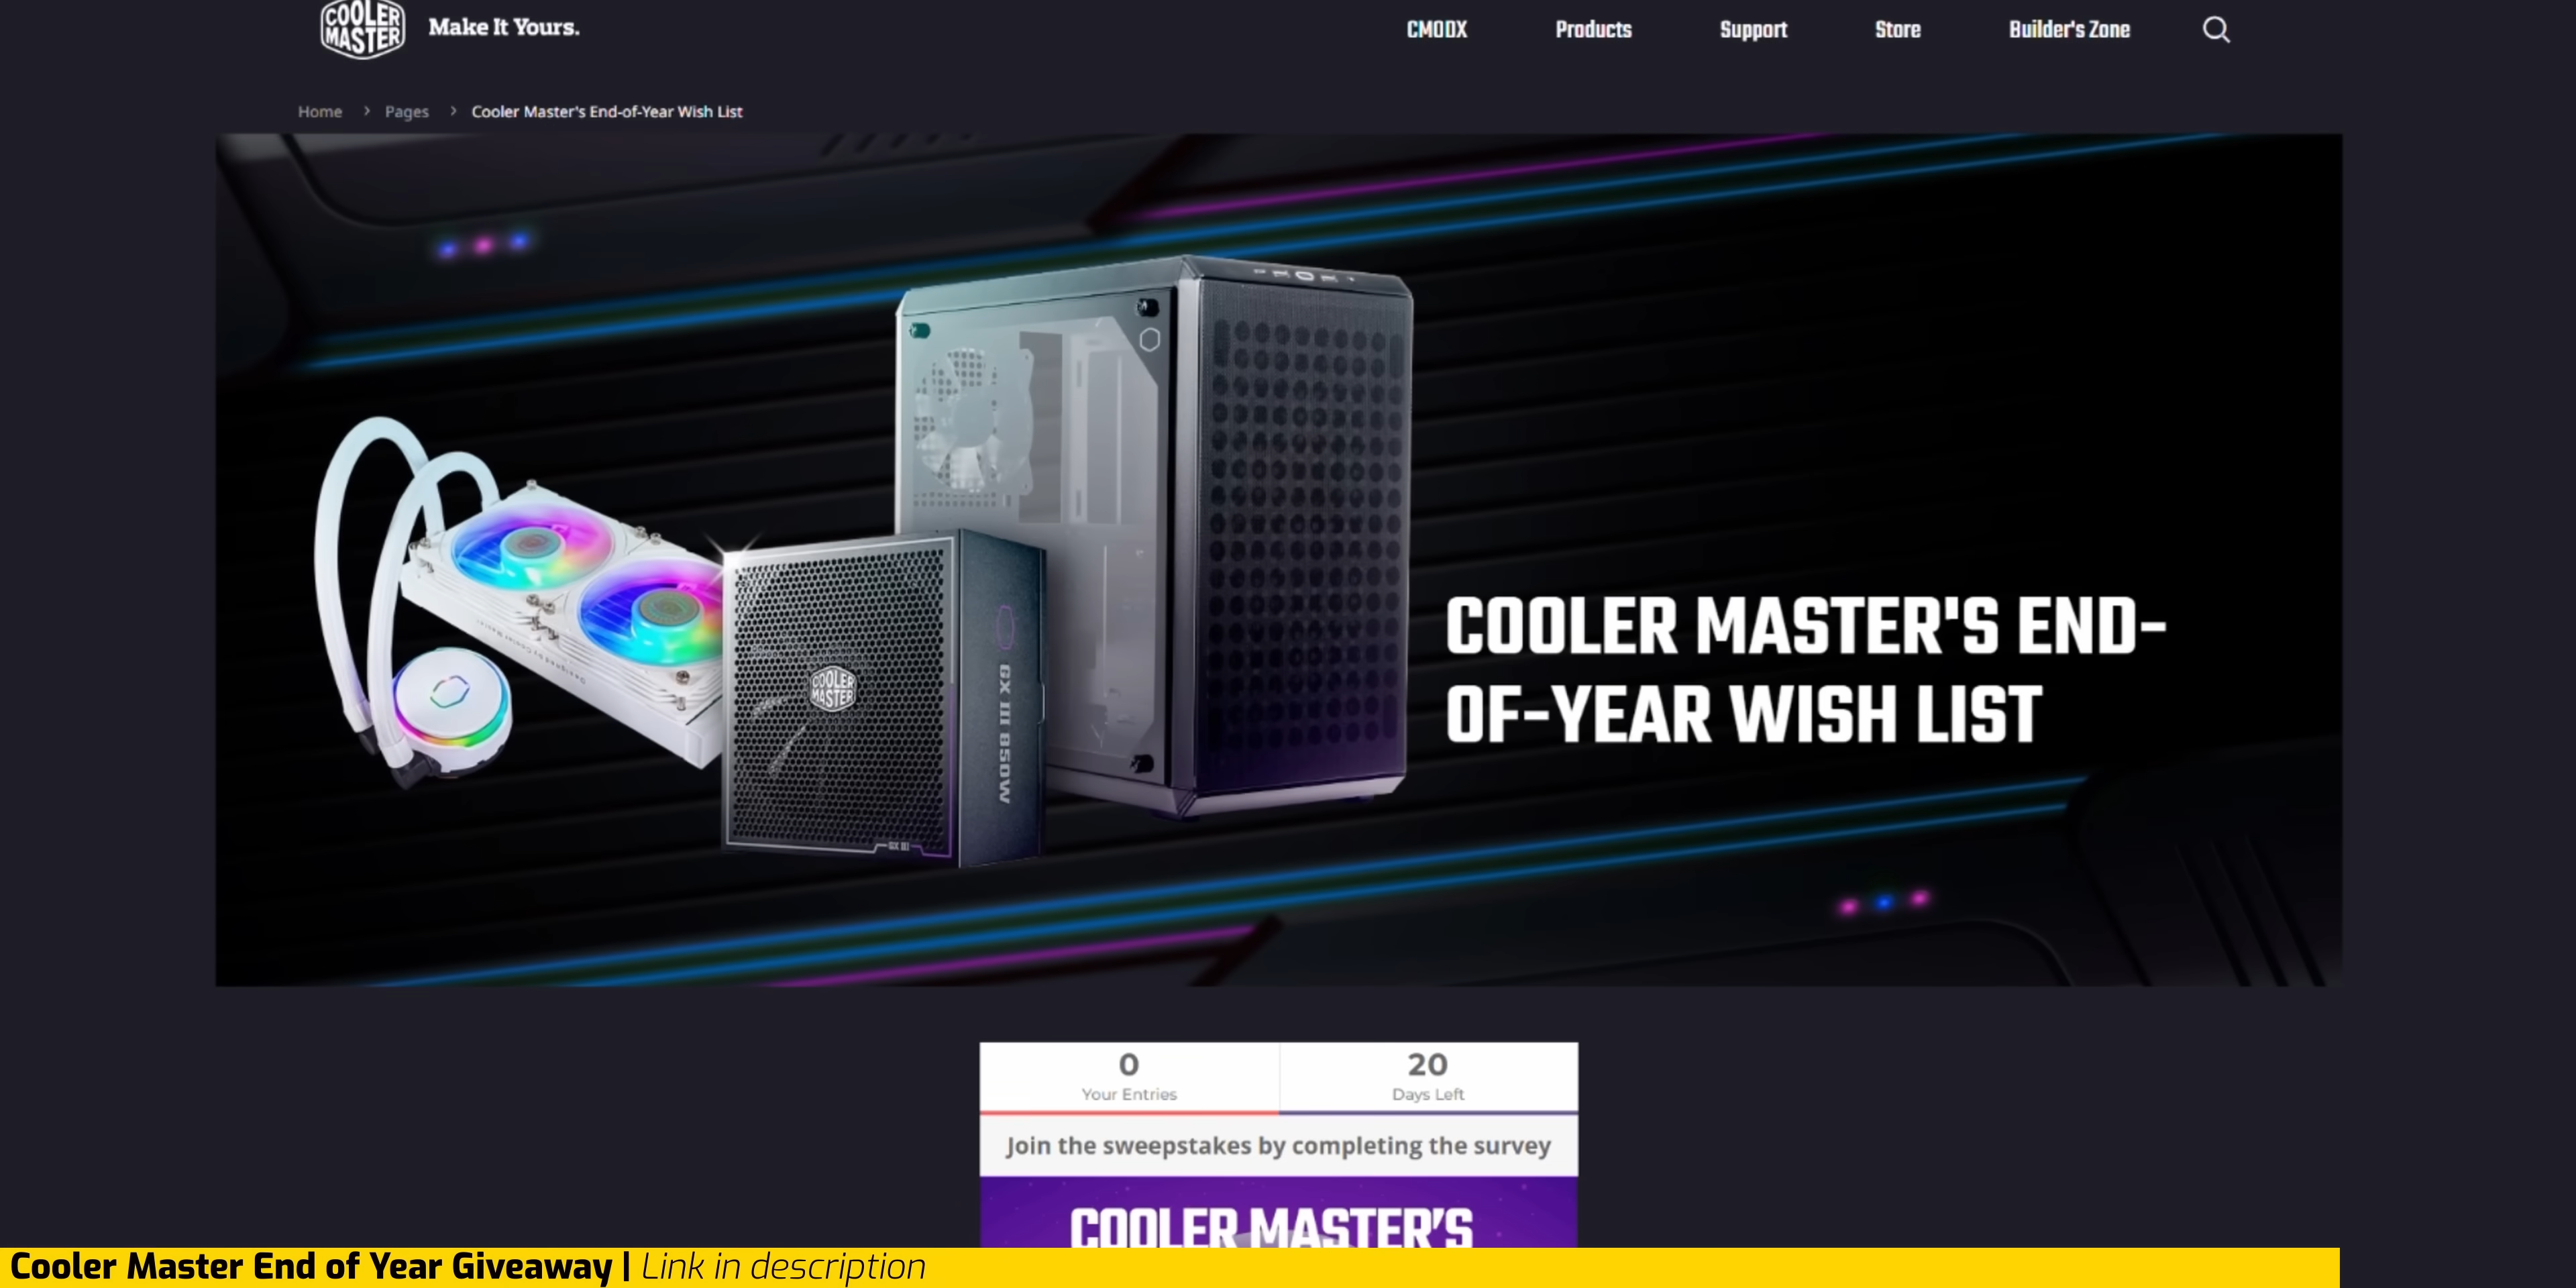 COOLER
MASTER
Make It Yours.
CMODX
Products
Support
Store
Builder's Zone
Home > Pages > Cooler Master's End-of-Year Wish List
COOLER
MASTER
GX III 850W
GX III
COOLER MASTER'S END-
OF-YEAR WISH LIST
0
Your Entries
20
Days Left
Join the sweepstakes by completing the survey
COOLER MASTER'S
Cooler Master End of Year Giveaway | Link in description